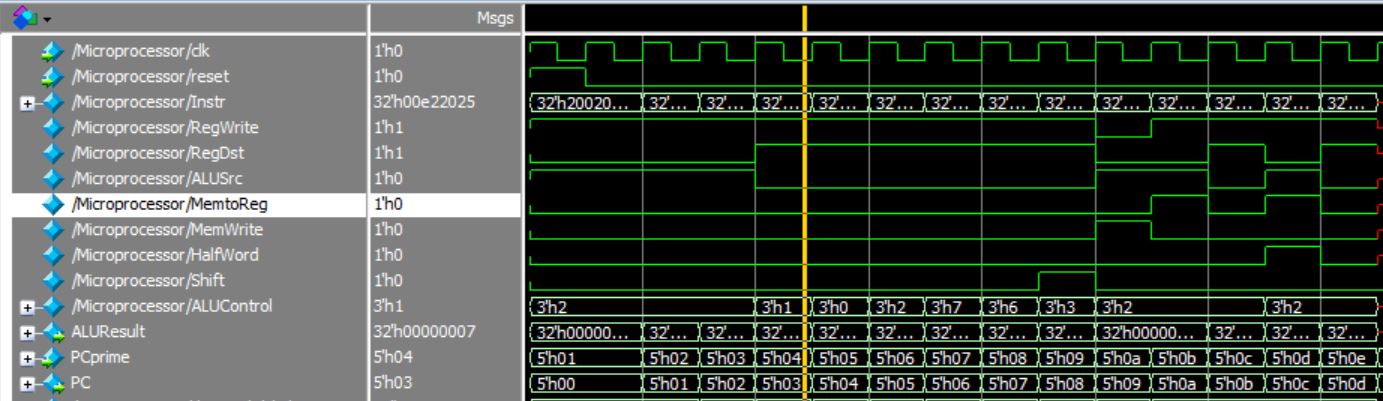 Msgs
/Microprocessor/clk 1'h0
/Microprocessor/reset 1'h0
/Microprocessor/Instr 32'h00e22025 32'h20020... 32'... 32'... 32'... 32'... 32'... 32'... 32'... 32'... 32'... 32'... 32'... 32'... 32'...
/Microprocessor/RegWrite 1'h1
/Microprocessor/RegDst 1'h1
/Microprocessor/ALUSrc 1'h0
/Microprocessor/MemtoReg 1'h0
/Microprocessor/MemWrite 1'h0
/Microprocessor/HalfWord 1'h0
/Microprocessor/Shift 1'h0
/Microprocessor/ALUControl 3'h1 3'h2 3'h1 3'h0 3'h2 3'h7 3'h6 3'h3 3'h2 3'h2
ALUResult 32'h00000007 32'h00000... 32'... 32'... 32'... 32'... 32'... 32'... 32'... 32'... 32'h00000... 32'... 32'... 32'...
PCprime 5'h04 5'h01 5'h02 5'h03 5'h04 5'h05 5'h06 5'h07 5'h08 5'h09 5'h0a 5'h0b 5'h0c 5'h0d 5'h0e
PC 5'h03 5'h00 5'h01 5'h02 5'h03 5'h04 5'h05 5'h06 5'h07 5'h08 5'h09 5'h0a 5'h0b 5'h0c 5'h0d